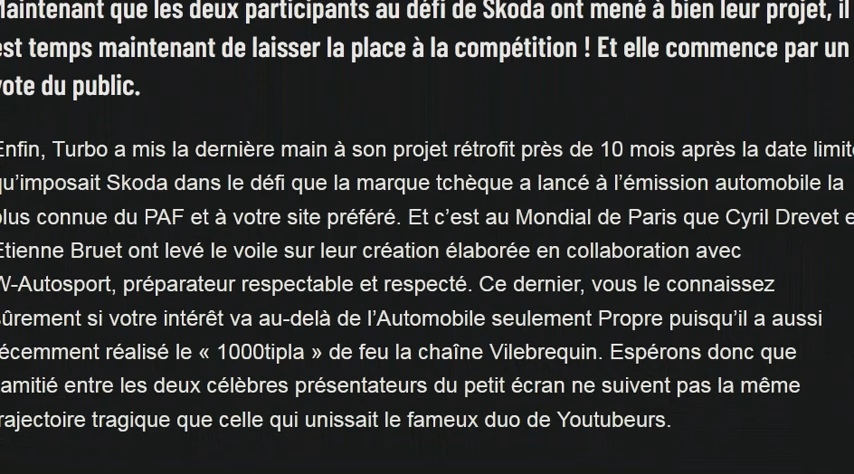 Maintenant que les deux participants au défi de Skoda ont mené à bien leur projet, il
est temps maintenant de laisser la place à la compétition ! Et elle commence par un
vote du public.
Enfin, Turbo a mis la dernière main à son projet rétrofit près de 10 mois après la date limite
qu’imposait Skoda dans le défi que la marque tchèque a lancé à l’émission automobile la
plus connue du PAF et à votre site préféré. Et c’est au Mondial de Paris que Cyril Drevet e
Etienne Bruet ont levé le voile sur leur création élaborée en collaboration avec
W-Autosport, préparateur respectable et respecté. Ce dernier, vous le connaissez
sûrement si votre intérêt va au-delà de l’Automobile seulement Propre puisqu’il a aussi
récemment réalisé le « 1000tipla » de feu la chaîne Vilebrequin. Espérons donc que
l’amitié entre les deux célèbres présentateurs du petit écran ne suivent pas la même
trajectoire tragique que celle qui unissait le fameux duo de Youtubeurs.